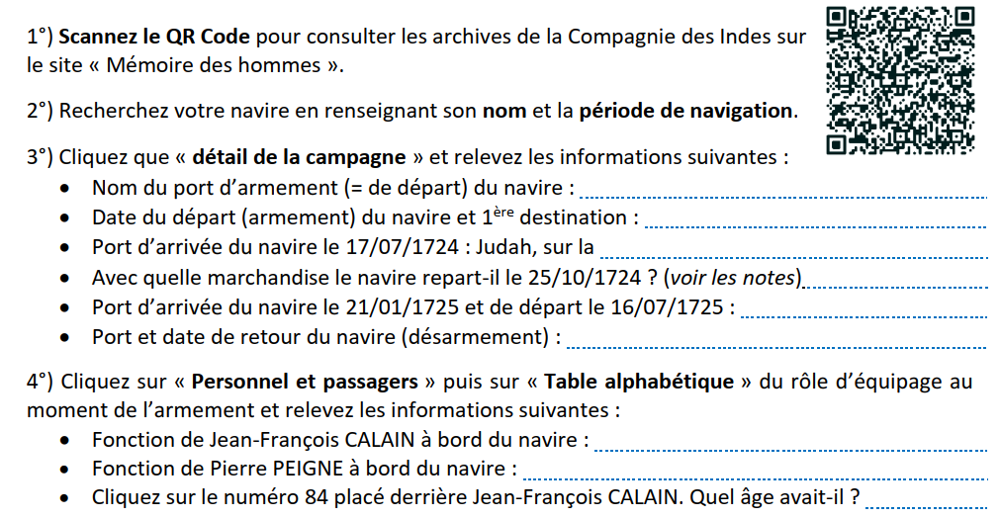 1°) Scannez le QR Code pour consulter les archives de la Compagnie des Indes sur
le site « Mémoire des hommes ».
2°) Recherchez votre navire en renseignant son nom et la période de navigation.
3°) Cliquez que « détail de la campagne » et relevez les informations suivantes :
• Nom du port d’armement (= de départ) du navire :
• Date du départ (armement) du navire et 1ère destination :
• Port d’arrivée du navire le 17/07/1724 : Judah, sur la
• Avec quelle marchandise le navire repart-il le 25/10/1724 ? (voir les notes)
• Port d’arrivée du navire le 21/01/1725 et de départ le 16/07/1725 :
• Port et date de retour du navire (désarmement) :
4°) Cliquez sur « Personnel et passagers » puis sur « Table alphabétique » du rôle d’équipage au
moment de l’armement et relevez les informations suivantes :
• Fonction de Jean-François CALAIN à bord du navire :
• Fonction de Pierre PEIGNE à bord du navire :
• Cliquez sur le numéro 84 placé derrière Jean-François CALAIN. Quel âge avait-il ?